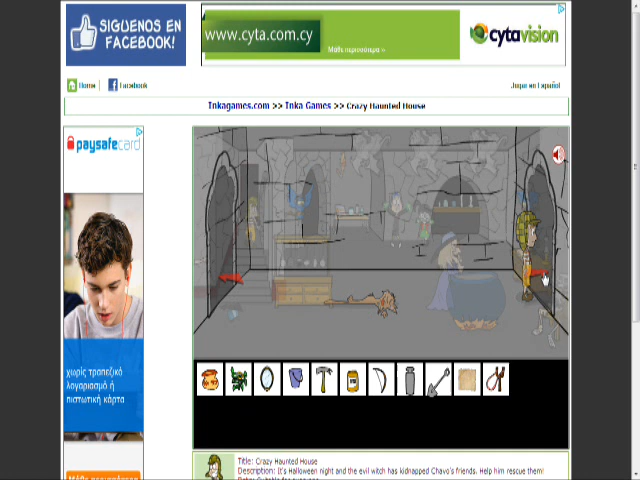 SIGUENOS EN
FACEBOOK!
www.cyta.com.cy
Μάθε περισσότερα »
cytavision
Home | Facebook
Juega en Español
Inkagames.com >> Inka Games >> Crazy Haunted House
paysafecard
χωρίς τραπεζικό
λογαριασμό ή
πιστωτική κάρτα
Title: Crazy Haunted House
Description: It's Halloween night and the evil witch has kidnapped Chavo's friends. Help him rescue them!